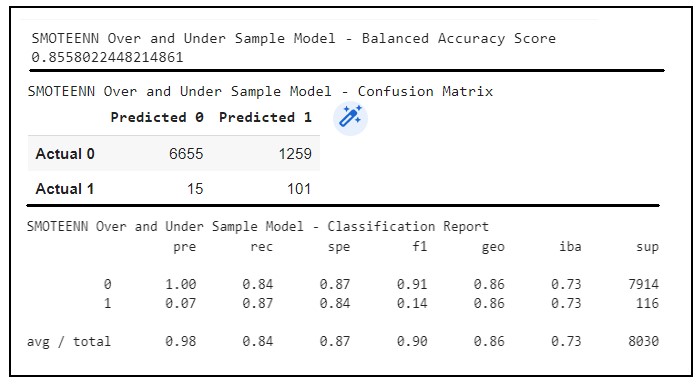 SMOTEENN Over and Under Sample Model - Balanced Accuracy Score
0.8558022448214861
SMOTEENN Over and Under Sample Model - Confusion Matrix
Predicted 0 Predicted 1
Actual 0 6655 1259
Actual 1 15 101
SMOTEENN Over and Under Sample Model - Classification Report
pre rec spe f1 geo iba sup
0 1.00 0.84 0.87 0.91 0.86 0.73 7914
1 0.07 0.87 0.84 0.14 0.86 0.73 116
avg / total 0.98 0.84 0.87 0.90 0.86 0.73 8030